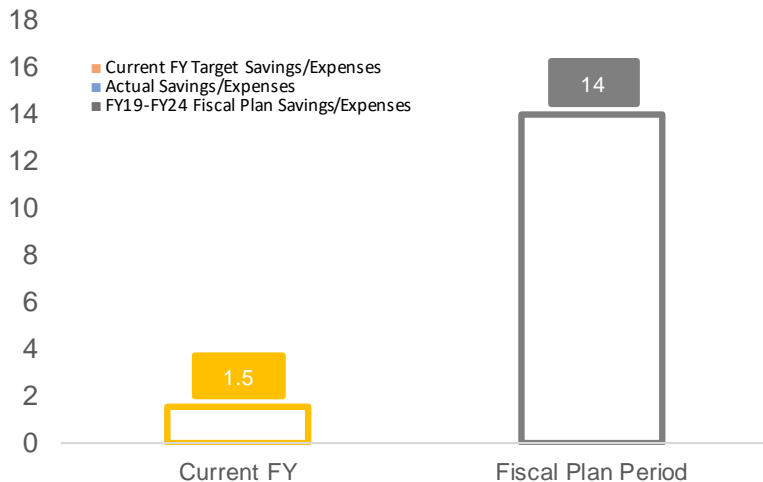 18
16
14
12
10
8
6
4
2
0
Current FY Target Savings/Expenses
Actual Savings/Expenses
FY19-FY24 Fiscal Plan Savings/Expenses
14
1.5
Current FY
Fiscal Plan Period